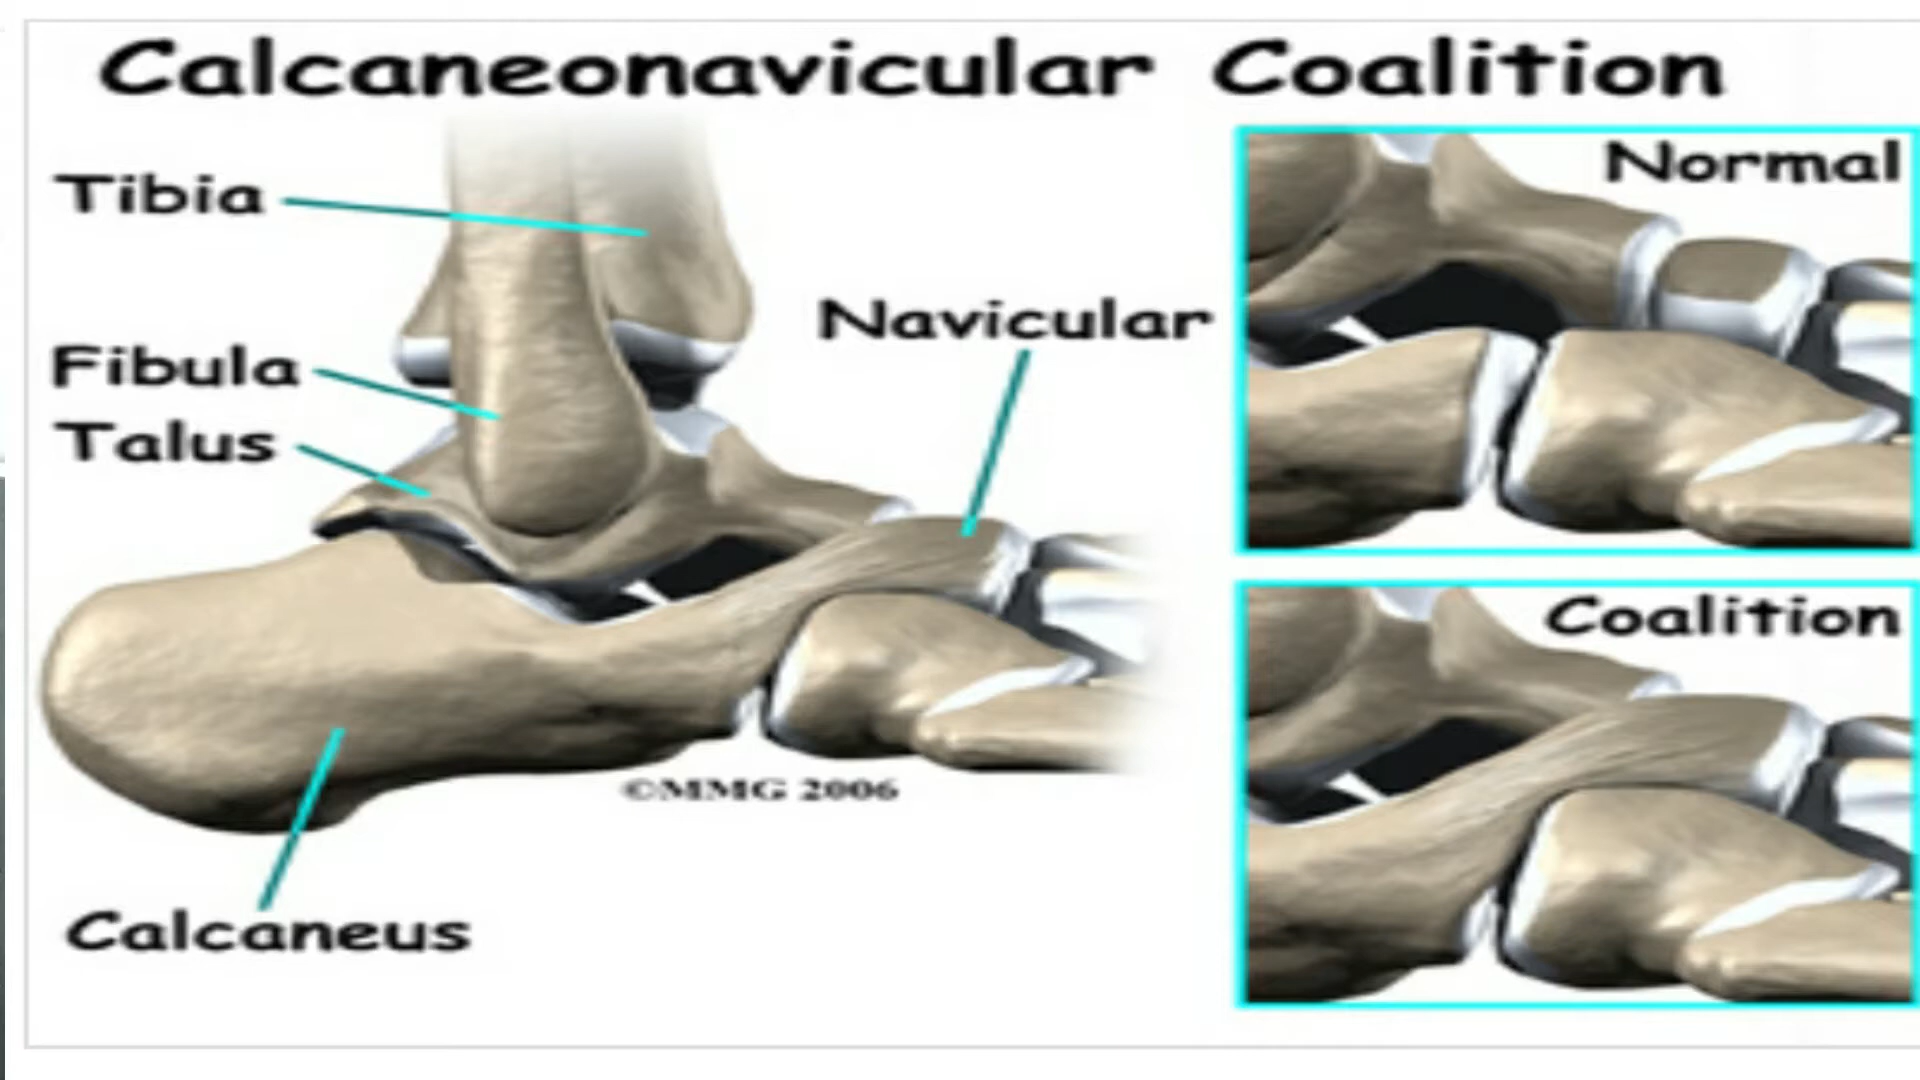 Calcaneonavicular Coalition
Tibia
Fibula
Talus
Navicular
Calcaneus
©MMG 2006
Normal
Coalition